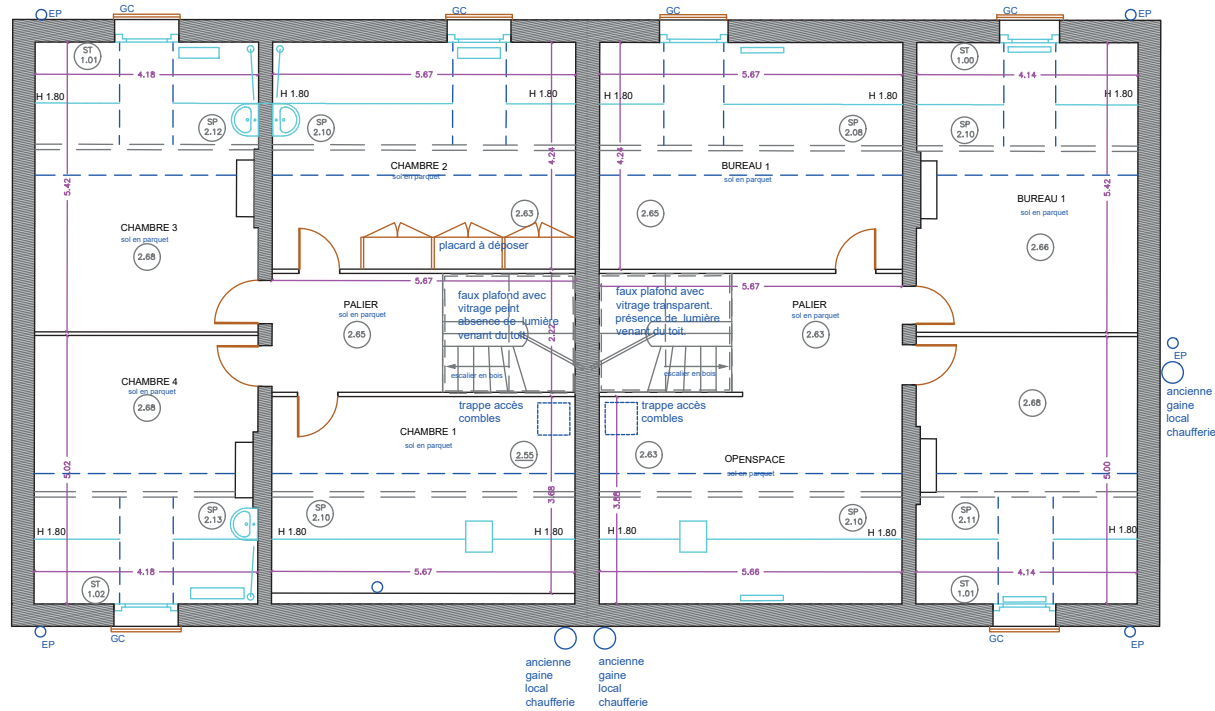 GC
GC
GC
GC
EP
EP
EP
ST
1.01
4.18
5.67
5.67
ST
1.00
4.14
H 1.80
H 1.80
H 1.80
H 1.80
H 1.80
H 1.80
SP
2.12
SP
2.10
SP
2.08
SP
2.10
4.24
4.24
CHAMBRE 2
sol en parquet
BUREAU 1
sol en parquet
5.42
5.42
CHAMBRE 3
sol en parquet
2.68
2.63
2.65
BUREAU 1
sol en parquet
2.66
placard à déposer
5.67
5.67
PALIER
sol en parquet
2.65
faux plafond avec
vitrage peint
absence de lumière
venant du toit.
2.22
faux plafond avec
vitrage transparent.
présence de lumière
venant du toit.
PALIER
sol en parquet
2.63
escalier en bois
escalier en bois
EP
ancienne
gaine
local
chaufferie
CHAMBRE 4
sol en parquet
2.68
trappe accès
combles
trappe accès
combles
2.68
CHAMBRE 1
sol en parquet
2.55
2.63
OPENSPACE
sol en parquet
5.02
3.68
3.68
5.00
SP
2.13
SP
2.10
SP
2.10
SP
2.11
H 1.80
H 1.80
H 1.80
H 1.80
H 1.80
ST
1.02
4.18
5.67
5.66
ST
1.01
4.14
EP
GC
GC
EP
ancienne
gaine
local
chaufferie
ancienne
gaine
local
chaufferie